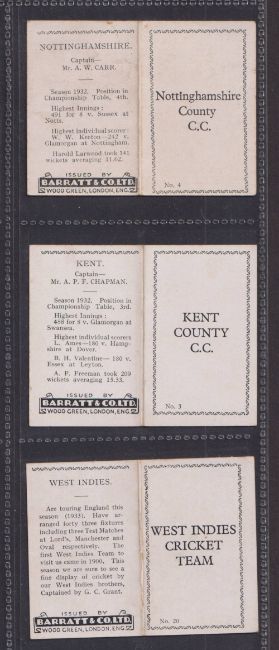 NOTTINGHAMSHIRE.
Captain—
Mr. A. W. CARR.
Season 1932. Position in
Championship Table, 4th.
Highest Innings:
491 for 8 v. Sussex at
Notts.
Highest individual scorer
W. W. Keeton—242 v.
Glamorgan at Nottingham.
Harold Larwood took 141
wickets averaging 11.62.
ISSUED BY
BARRATT & CO. LTD.
WOOD GREEN, LONDON, ENG.
Nottinghamshire
County
C.C.
No. 4
KENT.
Captain—
Mr. A. P. F. CHAPMAN.
Season 1932. Position in
Championship Table, 3rd.
Highest Innings:
458 for 8 v. Glamorgan at
Swansea.
Highest individual scorers
L. Ames—180 v. Hamp-
shire at Dover.
B. H. Valentine—180 v.
Essex at Leyton.
A. P. Freeman took 209
wickets averaging 15.53.
ISSUED BY
BARRATT & CO. LTD.
WOOD GREEN, LONDON, ENG.
KENT
COUNTY
C.C.
No. 3
WEST INDIES.
Are touring England this
season (1933). Have ar-
ranged forty three fixtures
including three Test Matches
at Lord's, Manchester and
Oval respectively. The
first West Indies Team to
visit us came in 1900. This
season we are sure to see a
fine display of cricket by
our West Indies brothers,
Captained by G. C. Grant.
ISSUED BY
BARRATT & CO. LTD.
WOOD GREEN, LONDON, ENG.
WEST INDIES
CRICKET
TEAM
No. 20